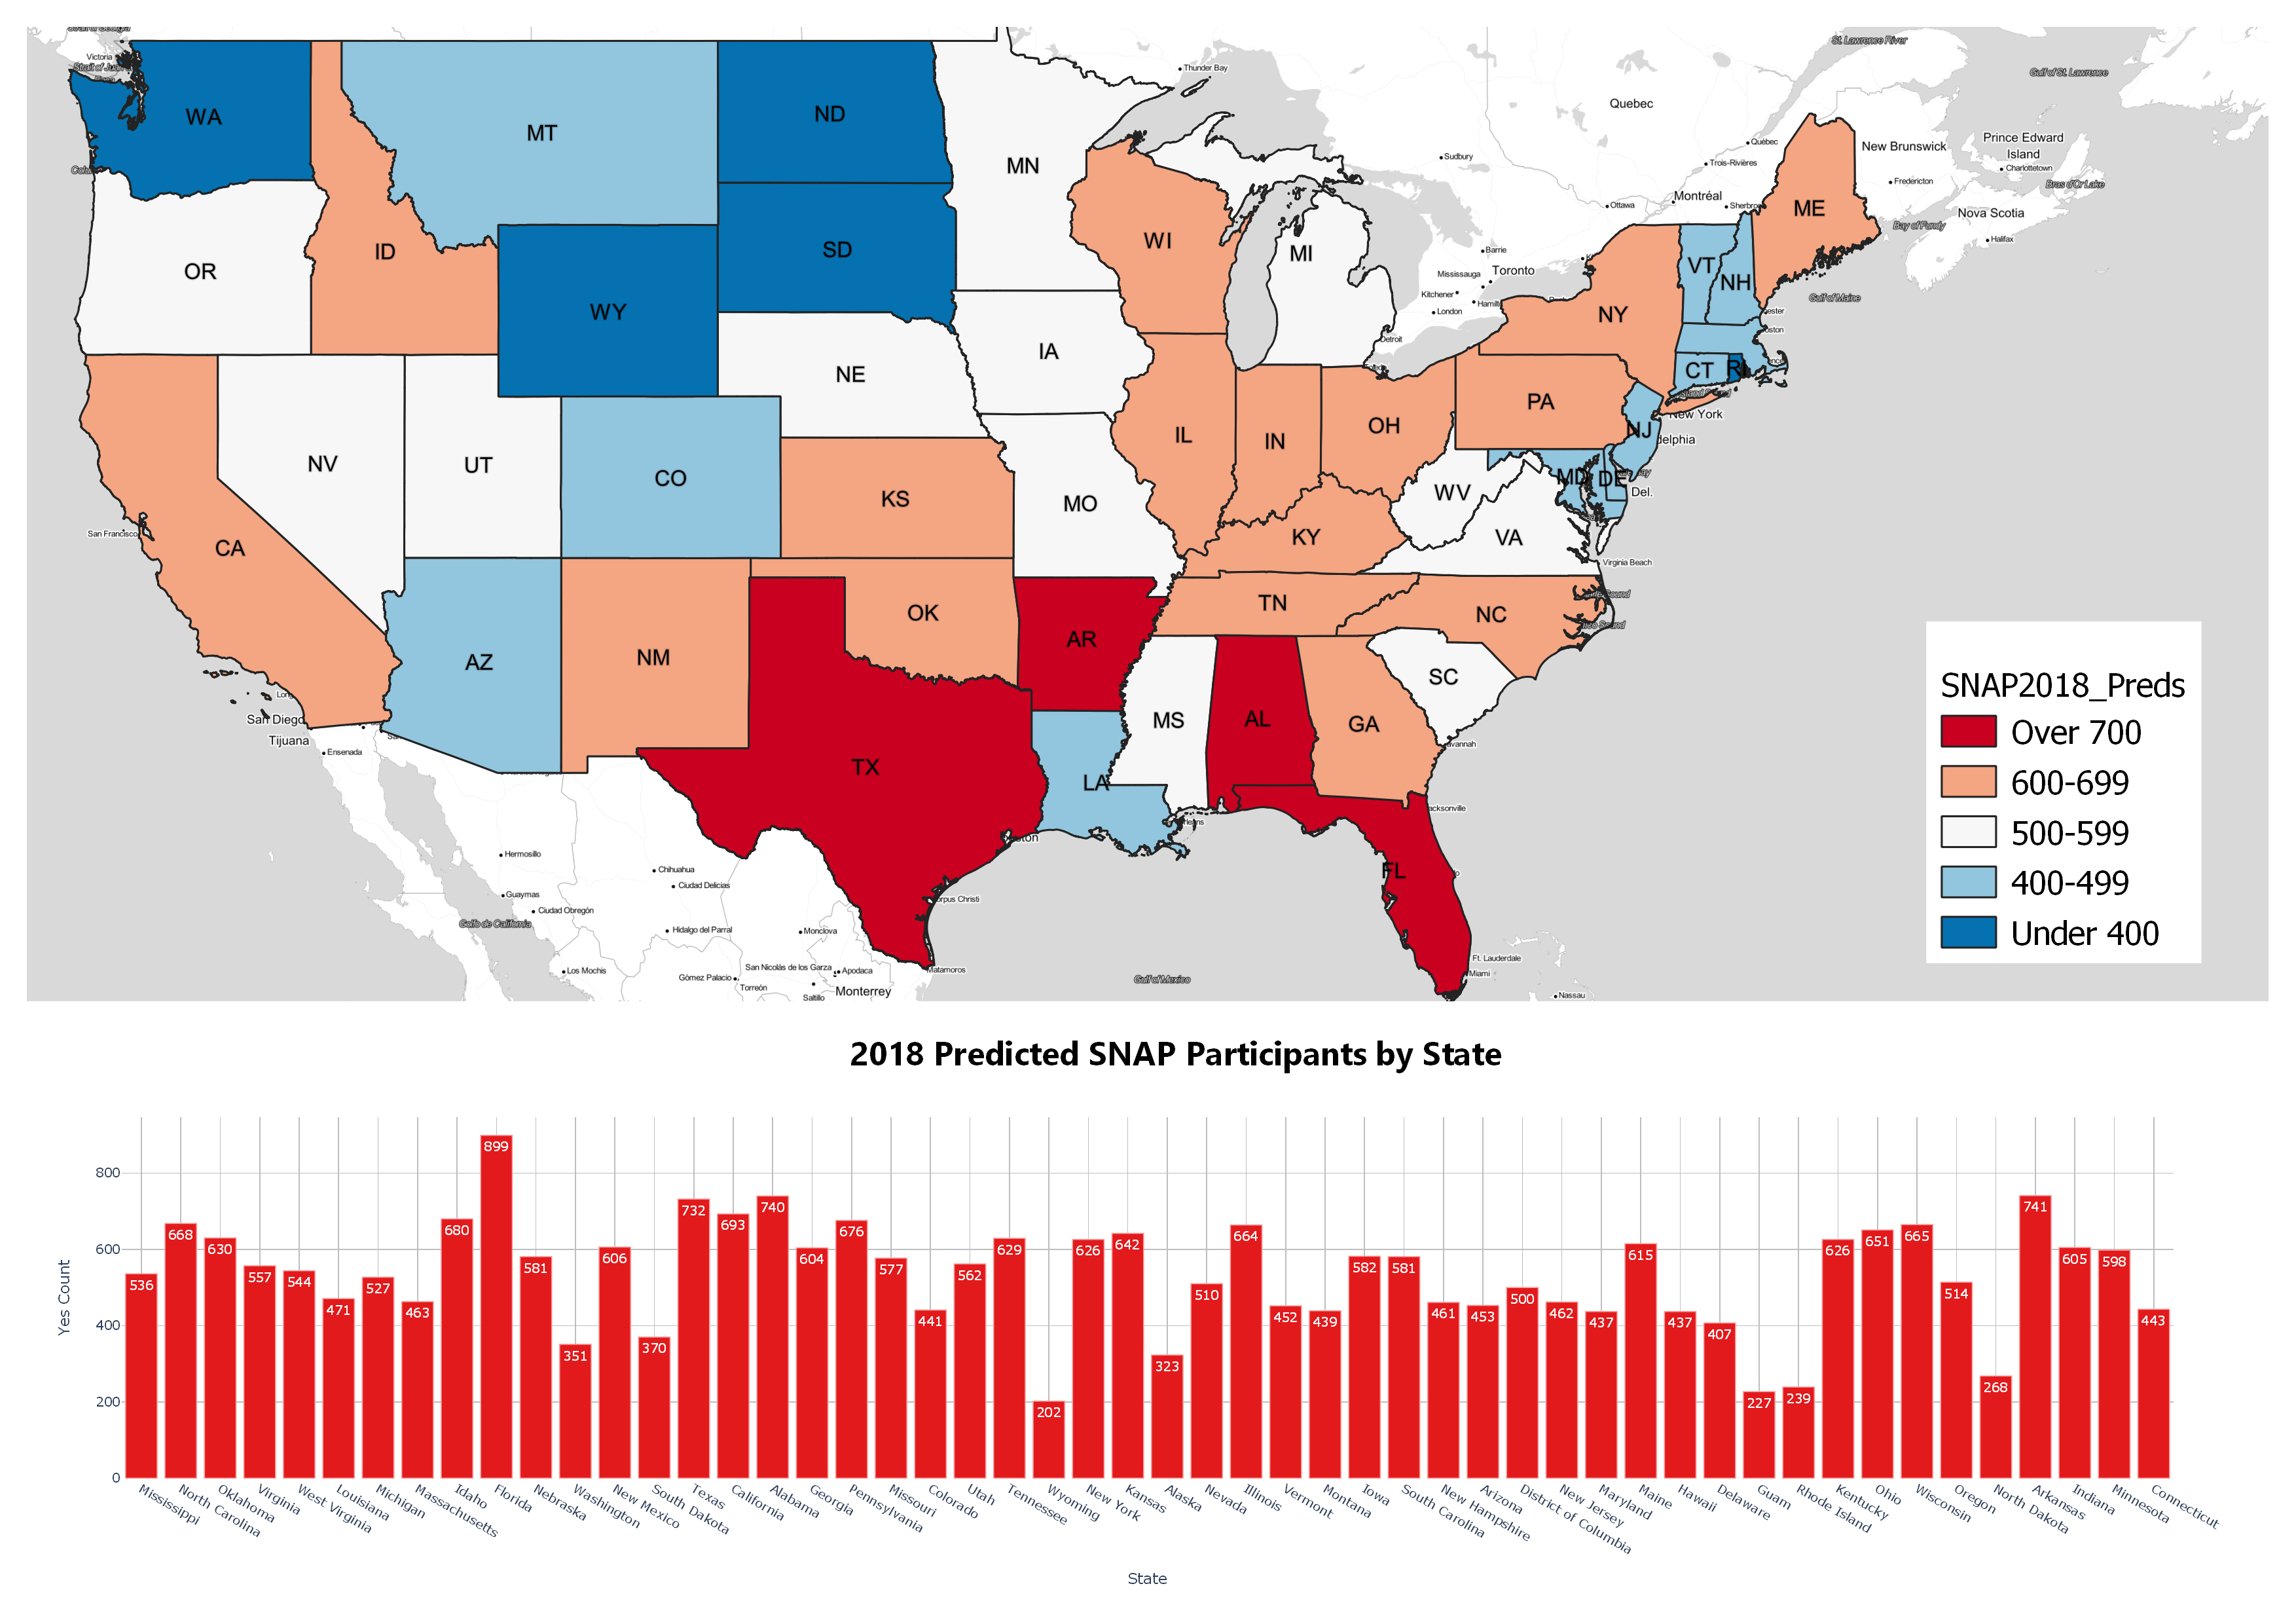 Victoria
Thunder Bay
St. Lawrence River
Gulf of St. Lawrence
Quebec
WA
MT
ND
MN
Québec
New Brunswick
Prince Edward
Island
Charlottetown
Sudbury
Trois-Rivières
Fredericton
Bras d'Or Lake
Montréal
Ottawa
ME
Nova Scotia
Bay of Fundy
Halifax
OR
ID
SD
WI
MI
Barrie
Toronto
Mississauga
Kitchener
London
VT
NH
Gulf of Maine
WY
NY
Detroit
IA
NE
CT
RI
PA
New York
NV
UT
CO
KS
MO
IL
IN
OH
NJ
MD
DE
Del.
WV
VA
San Francisco
CA
KY
Virginia Beach
AZ
NM
OK
AR
TN
NC
SC
San Diego
Tijuana
Ensenada
TX
LA
MS
AL
GA
FL
Hermosillo
Chihuahua
Ciudad Delicias
Guaymas
Ciudad Obregón
Golfo de California
Hidalgo del Parral
Monclova
Los Mochis
San Nicolás de los Garza
Apodaca
Gómez Palacio
Torreón
Saltillo
Monterrey
Matamoros
Gulf of Mexico
Ft. Lauderdale
Miami
Nassau
SNAP2018_Preds
Over 700
600-699
500-599
400-499
Under 400
2018 Predicted SNAP Participants by State
Yes Count
800
600
400
200
0
536
668
630
557
544
471
527
463
680
899
581
351
606
370
732
693
740
604
676
577
441
562
629
202
626
642
323
510
664
452
439
582
581
461
453
500
462
437
615
437
407
227
239
626
651
665
514
268
741
605
598
443
Mississippi
North Carolina
Oklahoma
Virginia
West Virginia
Louisiana
Michigan
Massachusetts
Idaho
Florida
Nebraska
Washington
New Mexico
South Dakota
Texas
California
Alabama
Georgia
Pennsylvania
Missouri
Colorado
Utah
Tennessee
Wyoming
New York
Kansas
Alaska
Nevada
Illinois
Vermont
Montana
Iowa
South Carolina
New Hampshire
Arizona
District of Columbia
New Jersey
Maryland
Maine
Hawaii
Delaware
Guam
Rhode Island
Kentucky
Ohio
Wisconsin
Oregon
North Dakota
Arkansas
Indiana
Minnesota
Connecticut
State